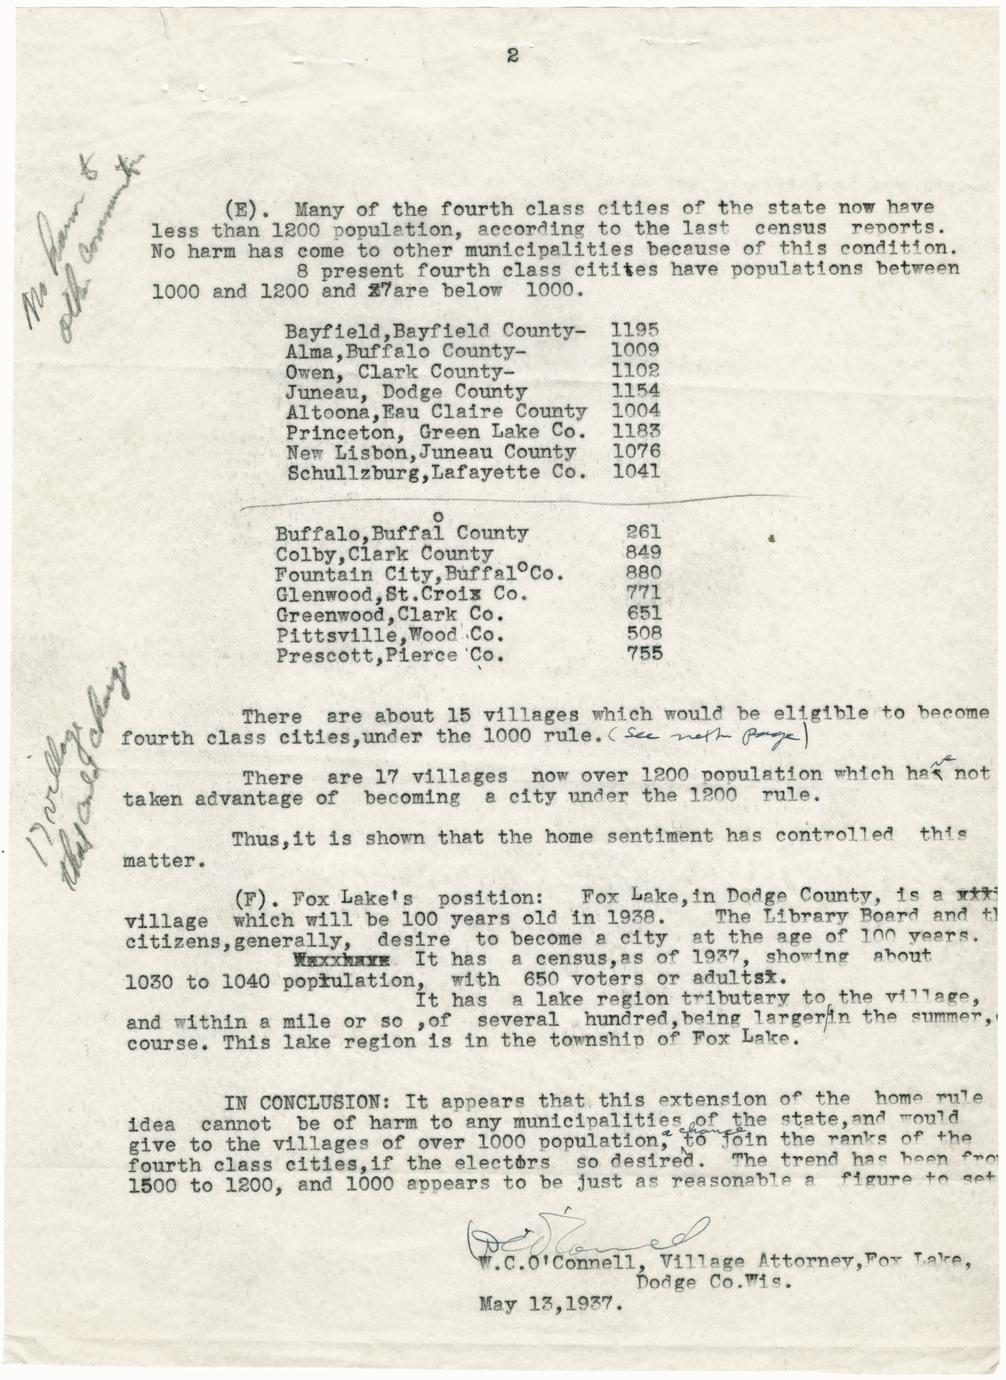 2
No harm to
other communities
(E). Many of the fourth class cities of the state now have
less than 1200 population, according to the last census reports.
No harm has come to other municipalities because of this condition.
8 present fourth class cities have populations between
1000 and 1200 and 7 are below 1000.
Bayfield,Bayfield County- 1195
Alma,Buffalo County- 1009
Owen, Clark County- 1102
Juneau, Dodge County 1154
Altoona,Eau Claire County 1004
Princeton, Green Lake Co. 1183
New Lisbon,Juneau County 1076
Schullzburg,Lafayette Co. 1041
Buffalo,Buffalo County 261
Colby,Clark County 849
Fountain City,Buffalo Co. 880
Glenwood,St.Croix Co. 771
Greenwood,Clark Co. 651
Pittsville,Wood Co. 508
Prescott,Pierce Co. 755
17 village
that could change
There are about 15 villages which would be eligible to become
fourth class cities,under the 1000 rule. (See next page)
There are 17 villages now over 1200 population which have not
taken advantage of becoming a city under the 1200 rule.
Thus,it is shown that the home sentiment has controlled this
matter.
(F). Fox Lake's position: Fox Lake,in Dodge County, is a
village which will be 100 years old in 1938. The Library Board and th
citizens,generally, desire to become a city at the age of 100 years.
It has a census,as of 1937, showing about
1030 to 1040 population, with 650 voters or adults.
It has a lake region tributary to the village,
and within a mile or so ,of several hundred,being larger/in the summer,
course. This lake region is in the township of Fox Lake.
IN CONCLUSION: It appears that this extension of the home rule
idea cannot be of harm to any municipalities of the state,and would
give to the villages of over 1000 population, a chance to join the ranks of the
fourth class cities,if the electors so desired. The trend has been from
1500 to 1200, and 1000 appears to be just as reasonable a figure to set
W.C.O'Connell
W.C.O'Connell, Village Attorney,Fox Lake,
Dodge Co.Wis.
May 13,1937.